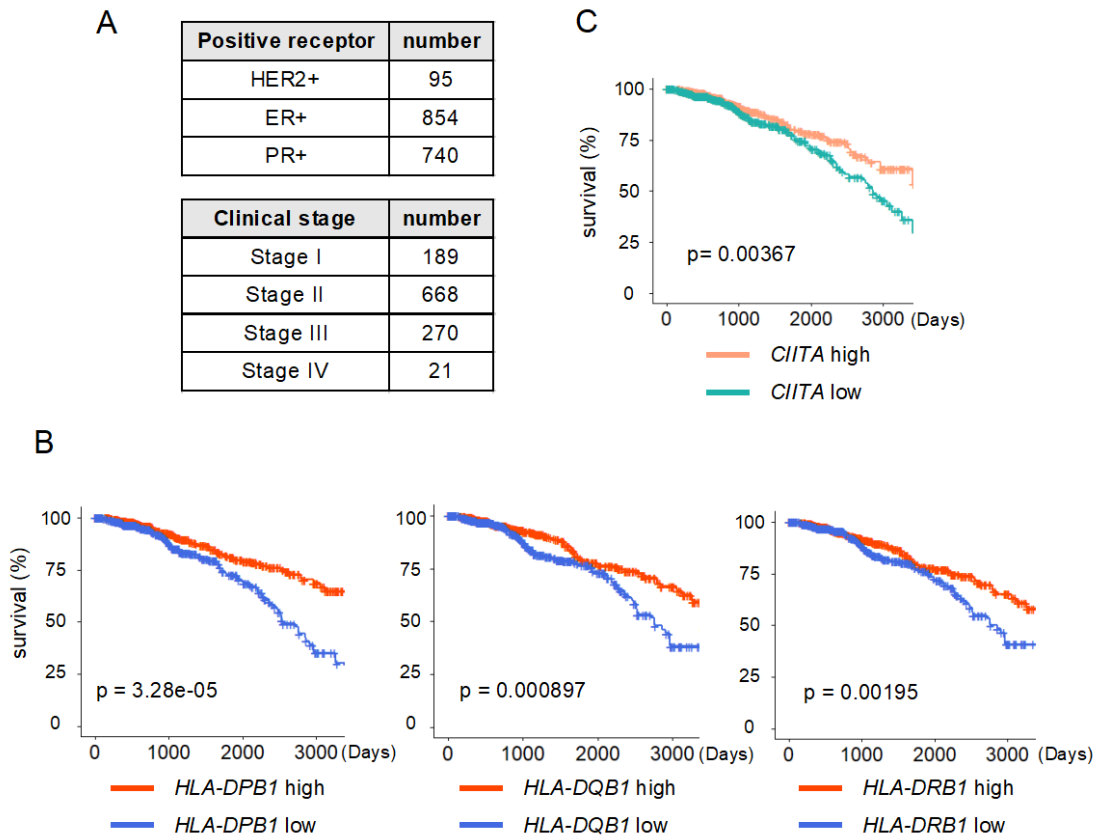 A
Positive receptor number
HER2+ 95
ER+ 854
PR+ 740
Clinical stage number
Stage I 189
Stage II 668
Stage III 270
Stage IV 21
C
survival (%)
100
75
50
25
0
p= 0.00367
0 1000 2000 3000 (Days)
CIITA high
CIITA low
B
survival (%)
100
75
50
25
0
p = 3.28e-05
0 1000 2000 3000 (Days)
HLA-DPB1 high
HLA-DPB1 low
100
75
50
25
0
p = 0.000897
0 1000 2000 3000 (Days)
HLA-DQB1 high
HLA-DQB1 low
100
75
50
25
0
p = 0.00195
0 1000 2000 3000 (Days)
HLA-DRB1 high
HLA-DRB1 low